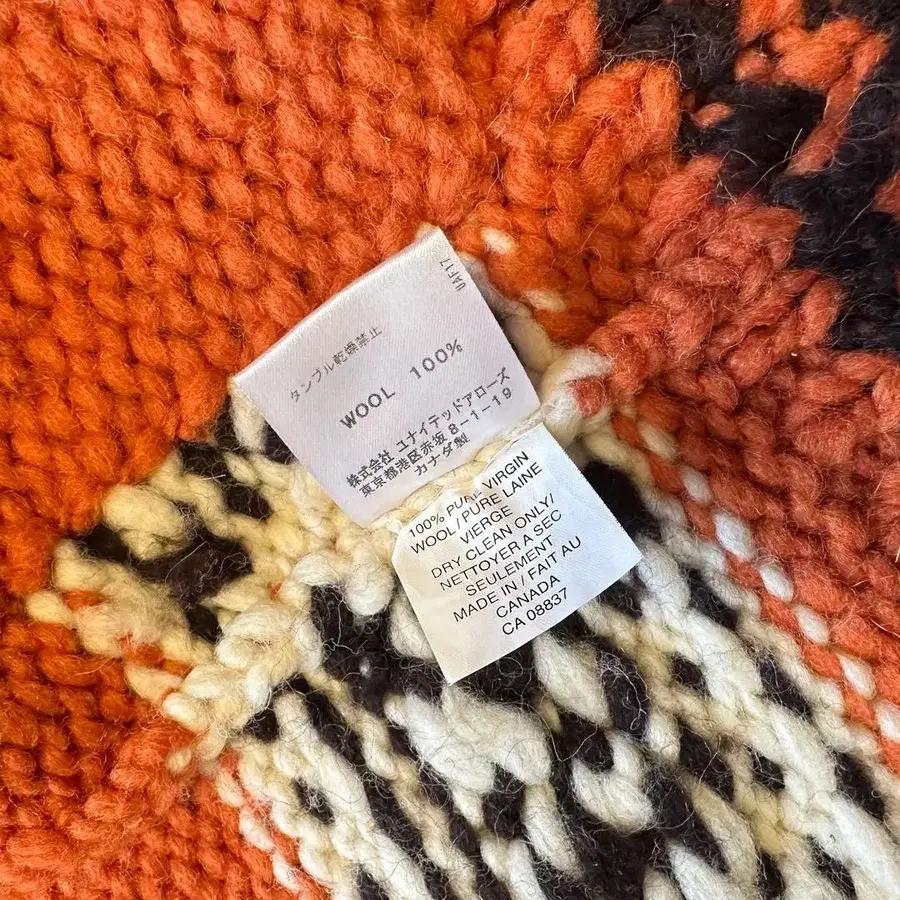 UAF17
タンブル乾燥禁止
WOOL 100%
株式会社 ユナイテッドアローズ
東京都港区赤坂 8-1-19
カナダ製
100% PURE VIRGIN
WOOL/PURE LAINE
VIERGE
DRY CLEAN ONLY/
NETTOYER A SEC
SEULEMENT
MADE IN/FAIT AU
CANADA
CA 08837